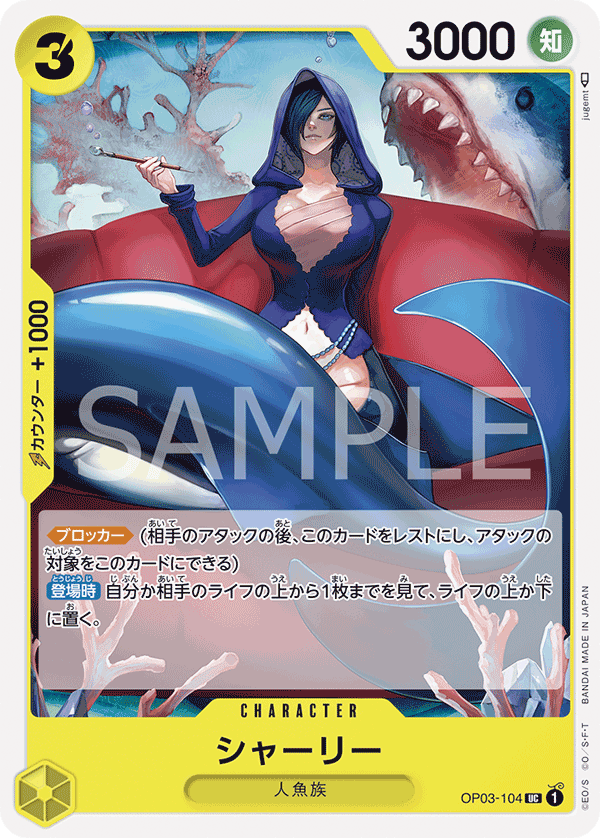 3
3000
知
jugemt
カウンター +1000
SAMPLE
ブロッカー (相手のアタックの後、このカードをレストにし、アタックの
対象をこのカードにできる)
登場時 自分か相手のライフの上から1枚までを見て、ライフの上か下
に置く。
CHARACTER
シャーリー
人魚族
OP03-104 UC 1
©E.O/S ©O/S・F・T BANDAI MADE IN JAPAN